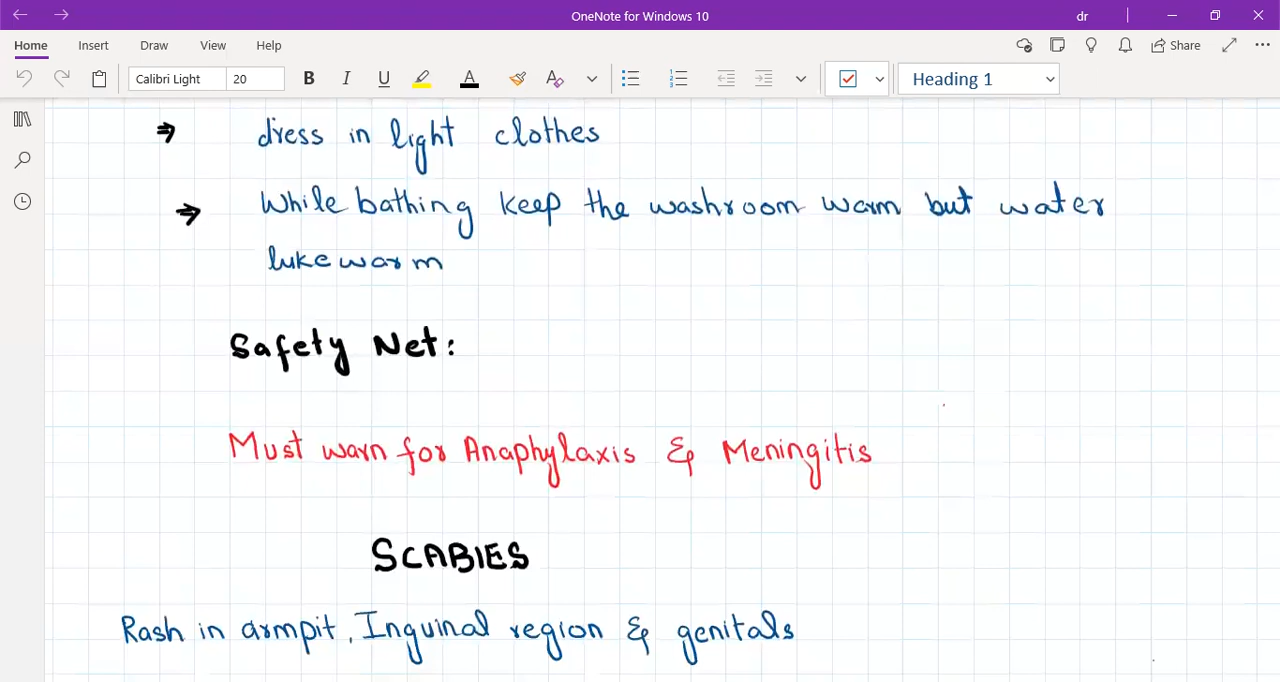 OneNote for Windows 10
dr
Home Insert Draw View Help
Share
Calibri Light 20 B I U A Heading 1
⇒ dress in light clothes
⇒ While bathing keep the washroom warm but water
lukewarm
Safety Net:
Must warn for Anaphylaxis & Meningitis
SCABIES
Rash in armpit, Inguinal region & genitals